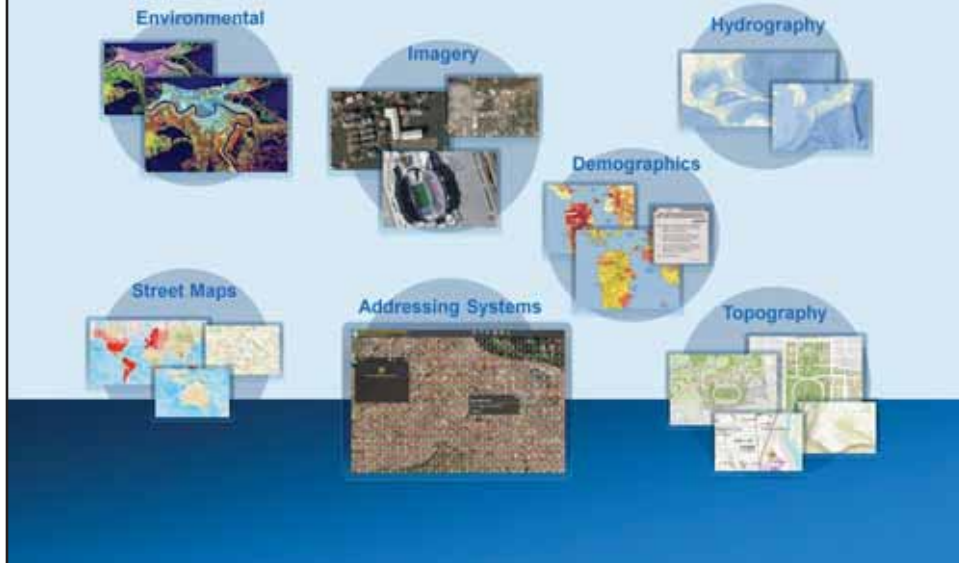 Environmental
Imagery
Hydrography
Demographics
Street Maps
Addressing Systems
Topography